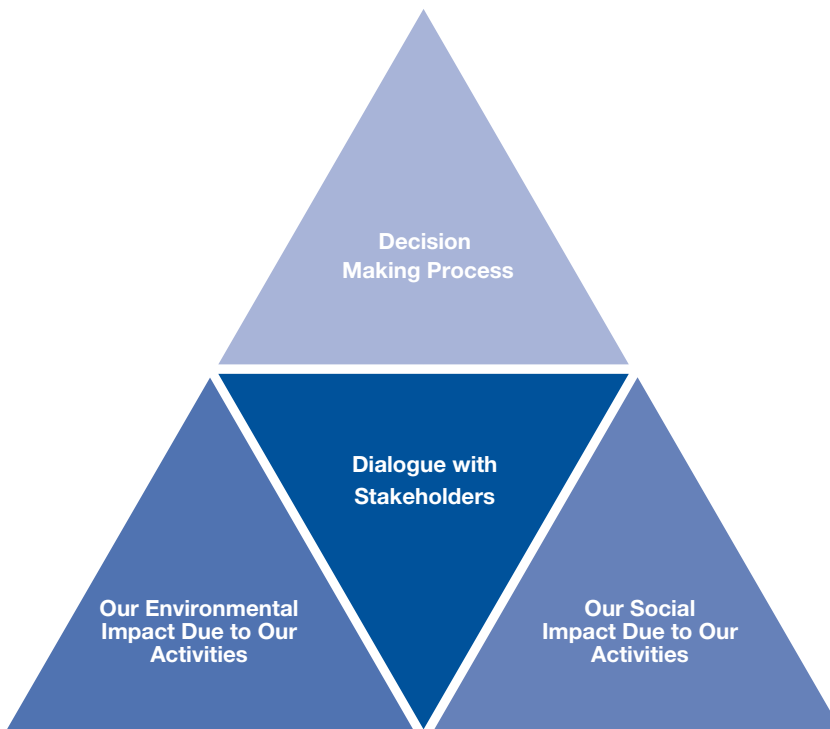 Decision
Making Process
Dialogue with
Stakeholders
Our Environmental
Impact Due to Our
Activities
Our Social
Impact Due to Our
Activities